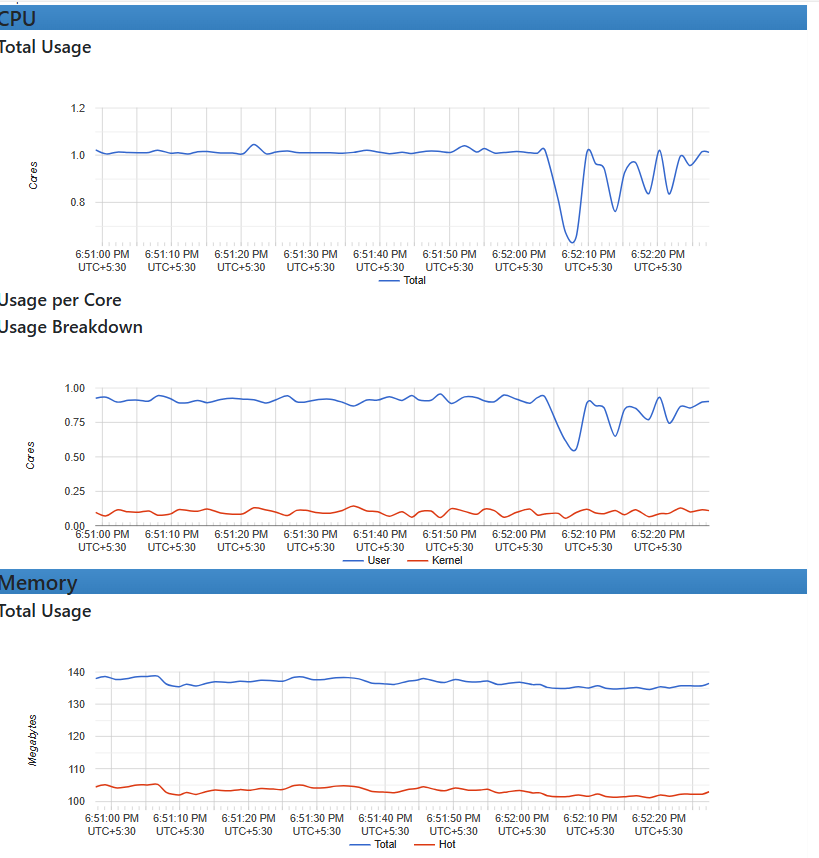 CPU
Total Usage
1.2
1.0
0.8
Cores
6:51:00 PM 6:51:10 PM 6:51:20 PM 6:51:30 PM 6:51:40 PM 6:51:50 PM 6:52:00 PM 6:52:10 PM 6:52:20 PM
UTC+5:30 UTC+5:30 UTC+5:30 UTC+5:30 UTC+5:30 UTC+5:30 UTC+5:30 UTC+5:30 UTC+5:30
Total
Usage per Core
Usage Breakdown
1.00
0.75
0.50
0.25
0.00
Cores
6:51:00 PM 6:51:10 PM 6:51:20 PM 6:51:30 PM 6:51:40 PM 6:51:50 PM 6:52:00 PM 6:52:10 PM 6:52:20 PM
UTC+5:30 UTC+5:30 UTC+5:30 UTC+5:30 UTC+5:30 UTC+5:30 UTC+5:30 UTC+5:30 UTC+5:30
User Kernel
Memory
Total Usage
140
130
120
110
100
Megabytes
6:51:00 PM 6:51:10 PM 6:51:20 PM 6:51:30 PM 6:51:40 PM 6:51:50 PM 6:52:00 PM 6:52:10 PM 6:52:20 PM
UTC+5:30 UTC+5:30 UTC+5:30 UTC+5:30 UTC+5:30 UTC+5:30 UTC+5:30 UTC+5:30 UTC+5:30
Total Hot